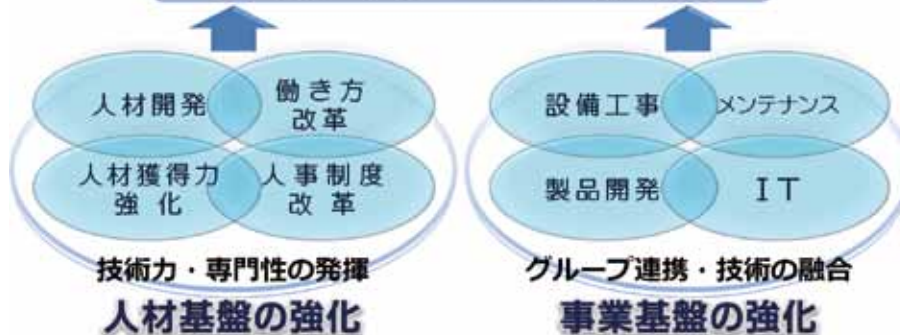 人材開発
働き方
改革
人材獲得力
強化
人事制度
改革
技術力・専門性の発揮
人材基盤の強化
設備工事
メンテナンス
製品開発
IT
グループ連携・技術の融合
事業基盤の強化